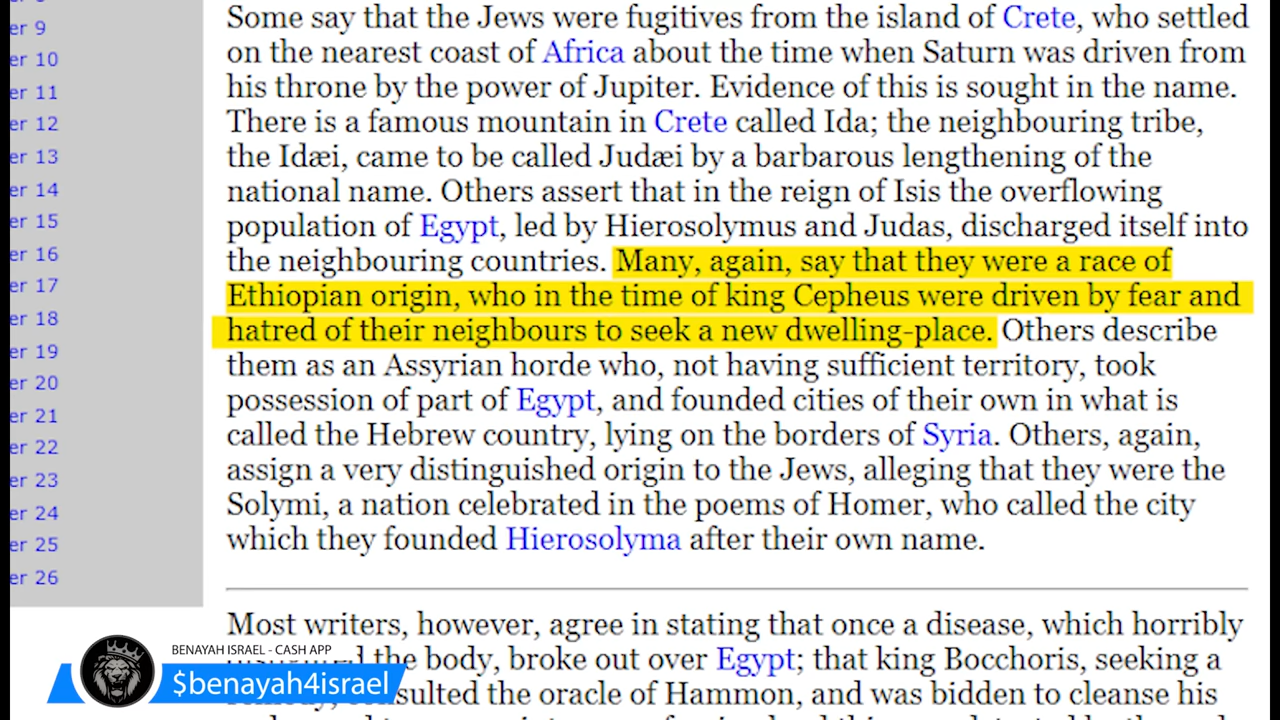 er 9
er 10
er 11
er 12
er 13
er 14
er 15
er 16
er 17
er 18
er 19
er 20
er 21
er 22
er 23
er 24
er 25
er 26
Some say that the Jews were fugitives from the island of Crete, who settled
on the nearest coast of Africa about the time when Saturn was driven from
his throne by the power of Jupiter. Evidence of this is sought in the name.
There is a famous mountain in Crete called Ida; the neighbouring tribe,
the Idæi, came to be called Judæi by a barbarous lengthening of the
national name. Others assert that in the reign of Isis the overflowing
population of Egypt, led by Hierosolymus and Judas, discharged itself into
the neighbouring countries. Many, again, say that they were a race of
Ethiopian origin, who in the time of king Cepheus were driven by fear and
hatred of their neighbours to seek a new dwelling-place. Others describe
them as an Assyrian horde who, not having sufficient territory, took
possession of part of Egypt, and founded cities of their own in what is
called the Hebrew country, lying on the borders of Syria. Others, again,
assign a very distinguished origin to the Jews, alleging that they were the
Solymi, a nation celebrated in the poems of Homer, who called the city
which they founded Hierosolyma after their own name.
Most writers, however, agree in stating that once a disease, which horribly
the body, broke out over Egypt; that king Bocchoris, seeking a
sulted the oracle of Hammon, and was bidden to cleanse his
BENAYAH ISRAEL - CASH APP
$benayah4israel